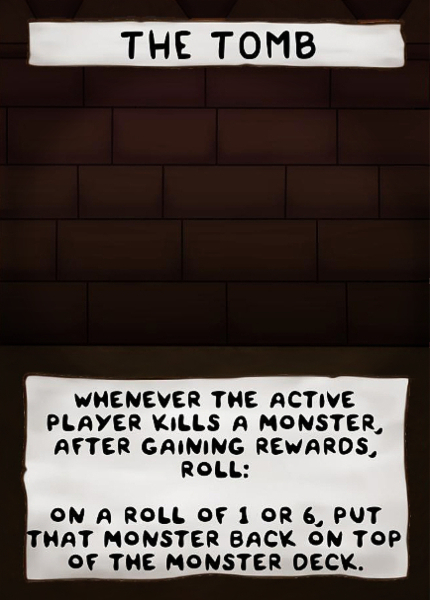 THE TOMB
WHENEVER THE ACTIVE
PLAYER KILLS A MONSTER,
AFTER GAINING REWARDS,
ROLL:
ON A ROLL OF 1 OR 6, PUT
THAT MONSTER BACK ON TOP
OF THE MONSTER DECK.